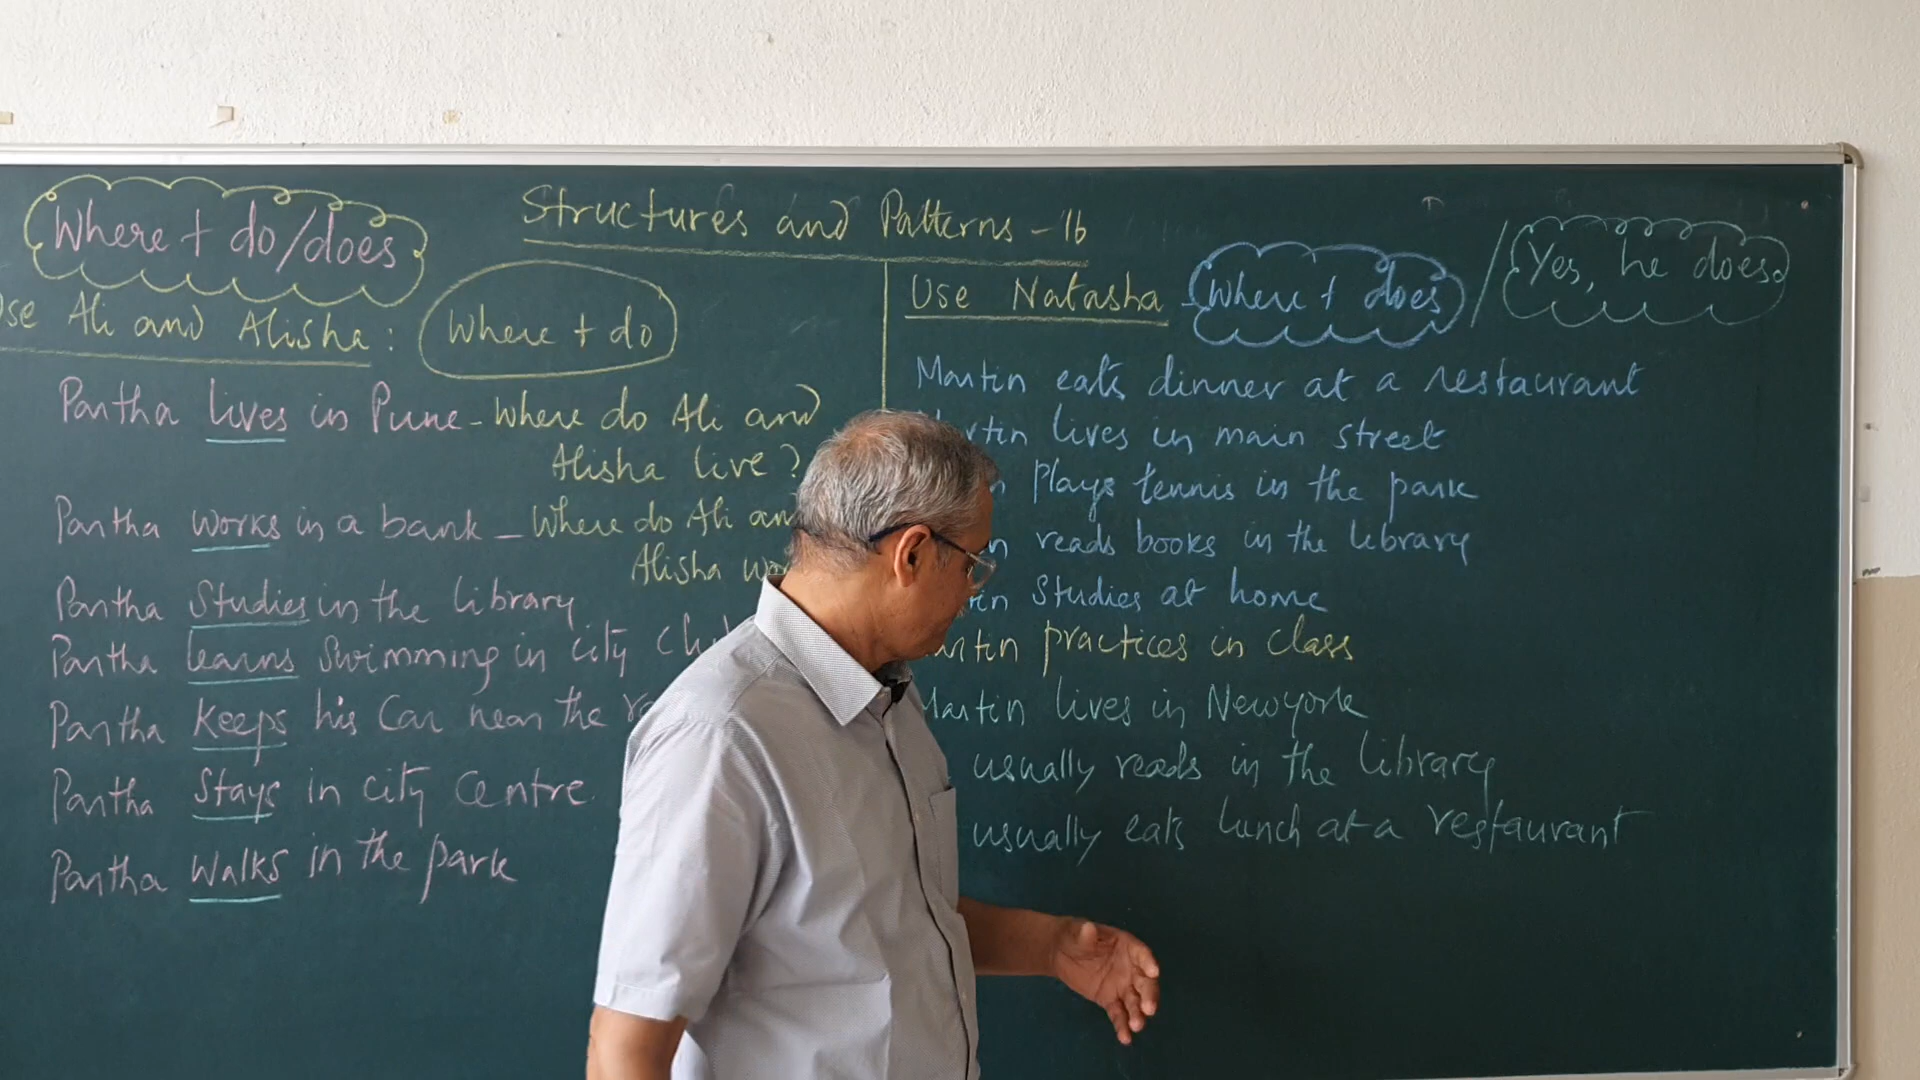 Structures and Patterns - 16
Where + do/does
Use Ali and Alisha :
Where + do
Partha lives in Pune - Where do Ali and
Alisha live ?
Partha works in a bank - Where do Ali
Alisha
Partha Studies in the library
Partha learns Swimming in city
Partha Keeps his Car near the
Partha Stays in city Centre
Partha Walks in the park
Use Natasha - Where + does / Yes, he does.
Martin eats dinner at a restaurant
lives in main street
Plays tennis in the park
reads books in the library
Studies at home
practices in class
Martin lives in Newyork
usually reads in the library
usually eats lunch at a restaurant